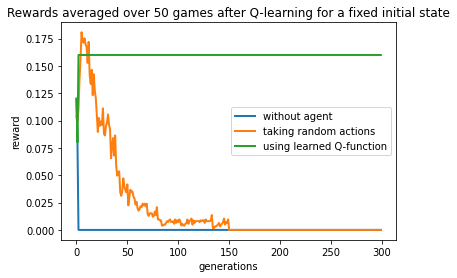 Rewards averaged over 50 games after Q-learning for a fixed initial state
0.175
0.150
0.125
0.100
0.075
0.050
0.025
0.000
reward
without agent
taking random actions
using learned Q-function
0 50 100 150 200 250 300
generations